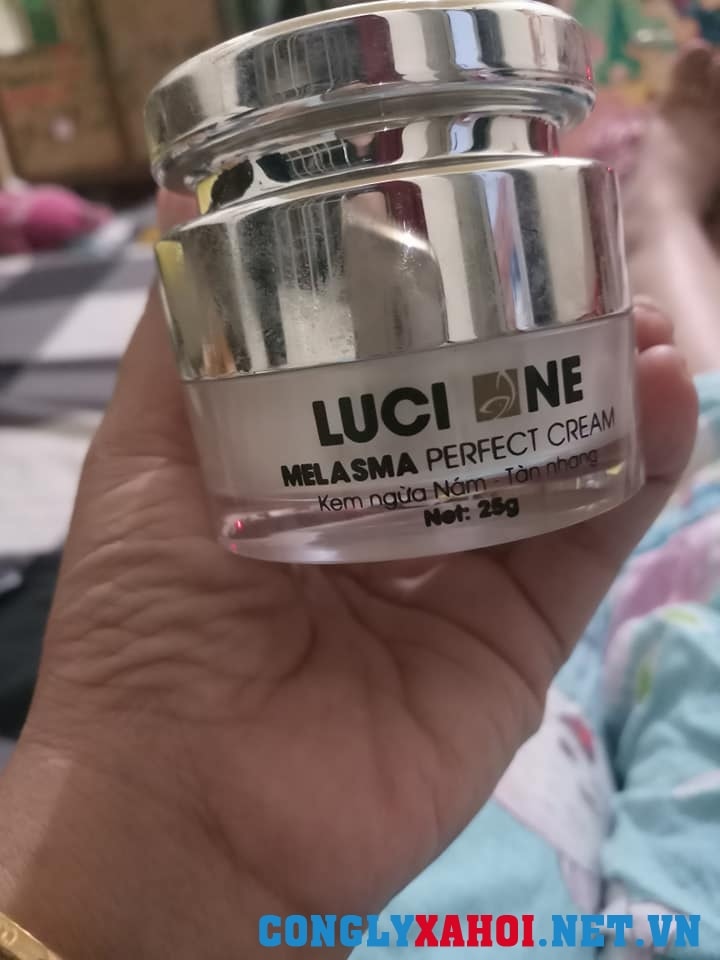 LUCI NE
MELASMA PERFECT CREAM
Kem ngừa Nám - Tàn nhang
Net: 25g
CONGLYXAHOI.NET.VN